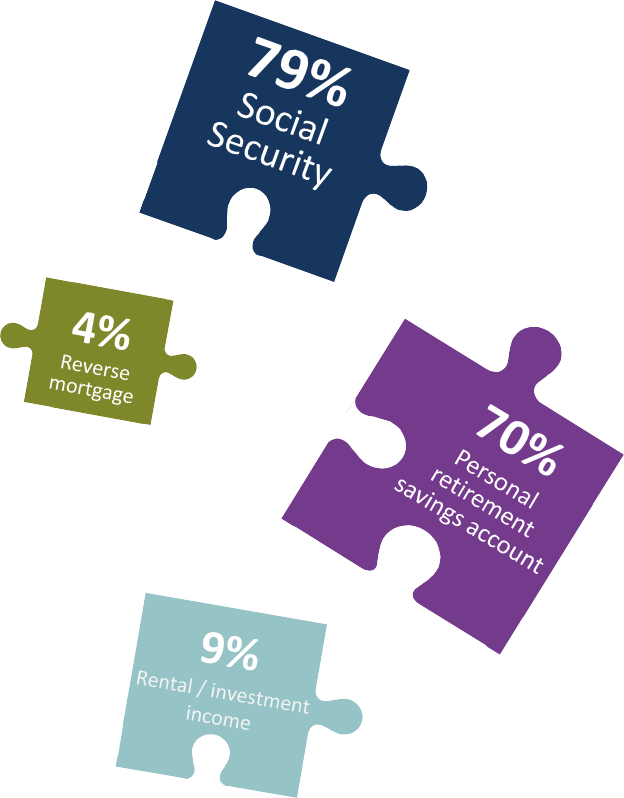 79%
Social
Security
4%
Reverse
mortgage
70%
Personal
retirement
savings account
9%
Rental / investment
income